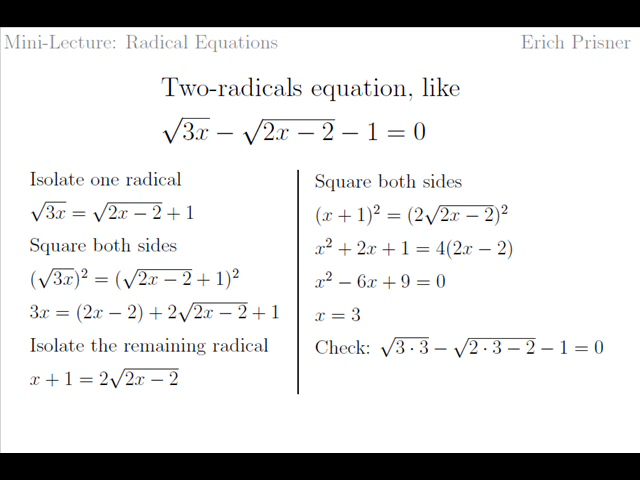 Mini-Lecture: Radical Equations
Erich Prisner
Two-radicals equation, like
√3x − √2x − 2 − 1 = 0
Isolate one radical
√3x = √2x − 2 + 1
Square both sides
(√3x)² = (√2x − 2 + 1)²
3x = (2x − 2) + 2√2x − 2 + 1
Isolate the remaining radical
x + 1 = 2√2x − 2
Square both sides
(x + 1)² = (2√2x − 2)²
x² + 2x + 1 = 4(2x − 2)
x² − 6x + 9 = 0
x = 3
Check: √3 · 3 − √2 · 3 − 2 − 1 = 0